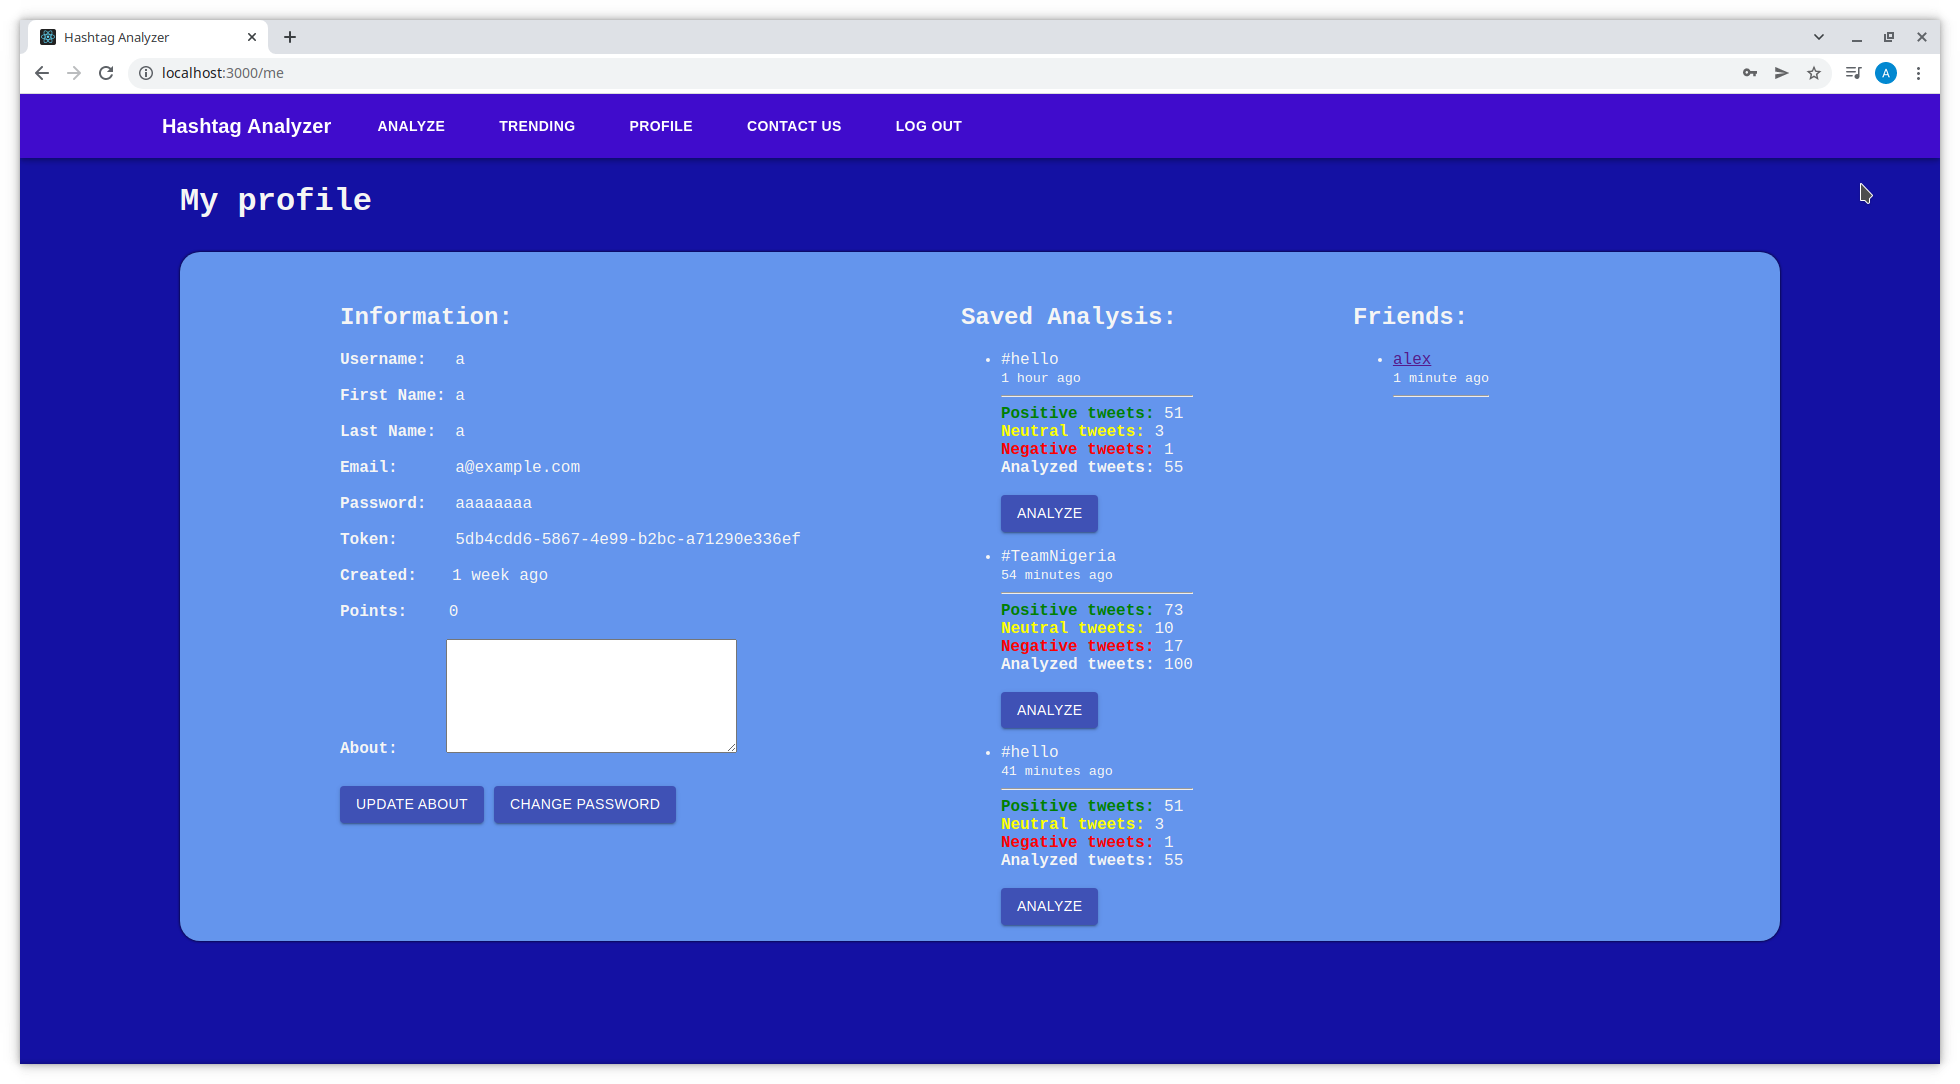 Hashtag Analyzer
localhost:3000/me
A
Hashtag Analyzer ANALYZE TRENDING PROFILE CONTACT US LOG OUT
My profile
Information:
Username: a
First Name: a
Last Name: a
Email: a@example.com
Password: aaaaaaaa
Token: 5db4cdd6-5867-4e99-b2bc-a71290e336ef
Created: 1 week ago
Points: 0
About:
UPDATE ABOUT CHANGE PASSWORD
Saved Analysis:
#hello
1 hour ago
Positive tweets: 51
Neutral tweets: 3
Negative tweets: 1
Analyzed tweets: 55
ANALYZE
#TeamNigeria
54 minutes ago
Positive tweets: 73
Neutral tweets: 10
Negative tweets: 17
Analyzed tweets: 100
ANALYZE
#hello
41 minutes ago
Positive tweets: 51
Neutral tweets: 3
Negative tweets: 1
Analyzed tweets: 55
ANALYZE
Friends:
alex
1 minute ago